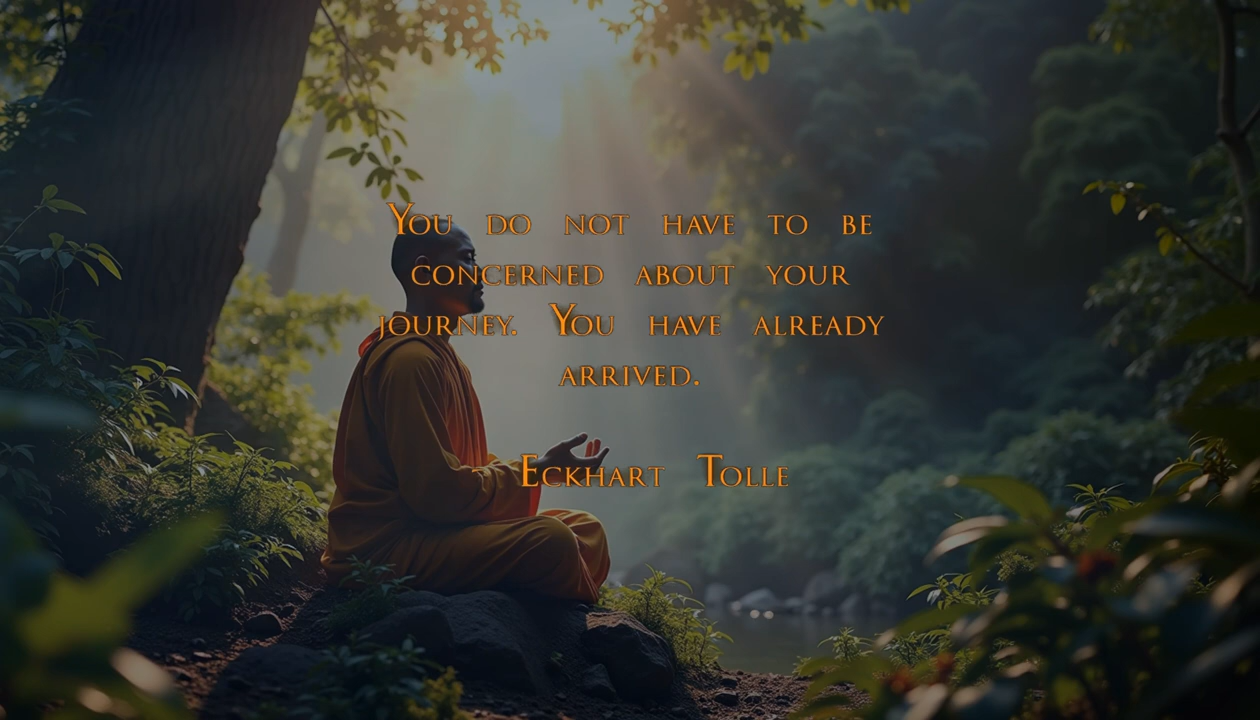 You do not have to be
concerned about your
journey. You have already
arrived.
Eckhart Tolle